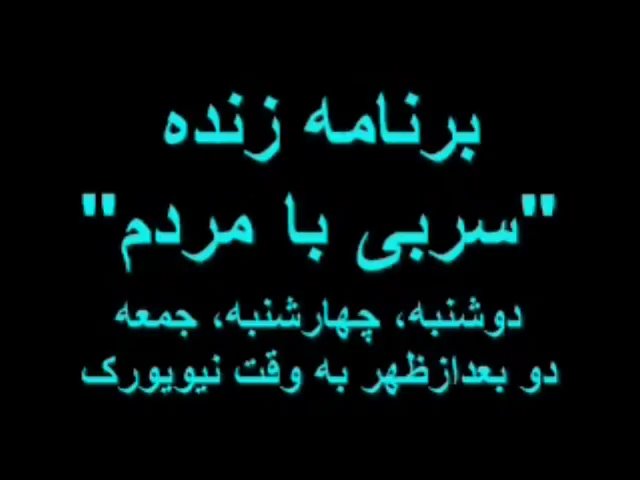 برنامه زنده
"سربی با مردم"
دوشنبه، چهارشنبه، جمعه
دو بعدازظهر به وقت نیویورک